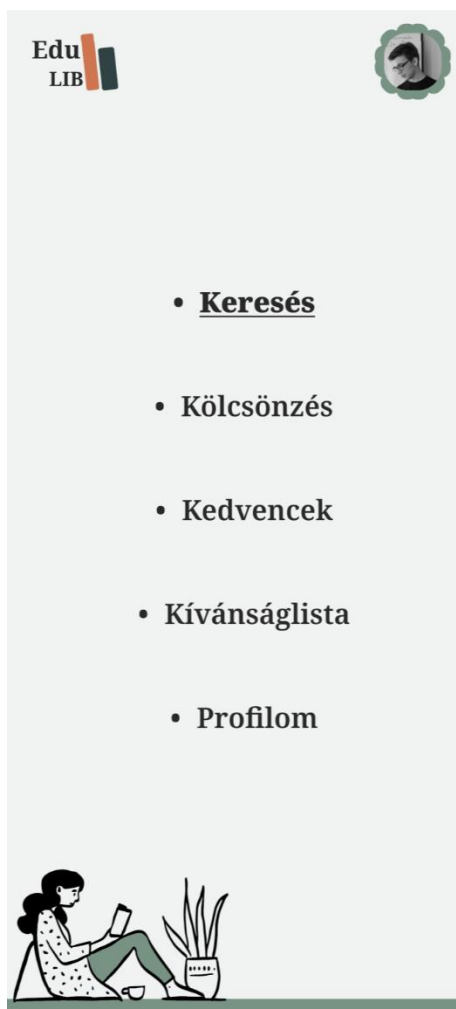 Edu
LIB
• Keresés
• Kölcsönzés
• Kedvencek
• Kívánságlista
• Profilom